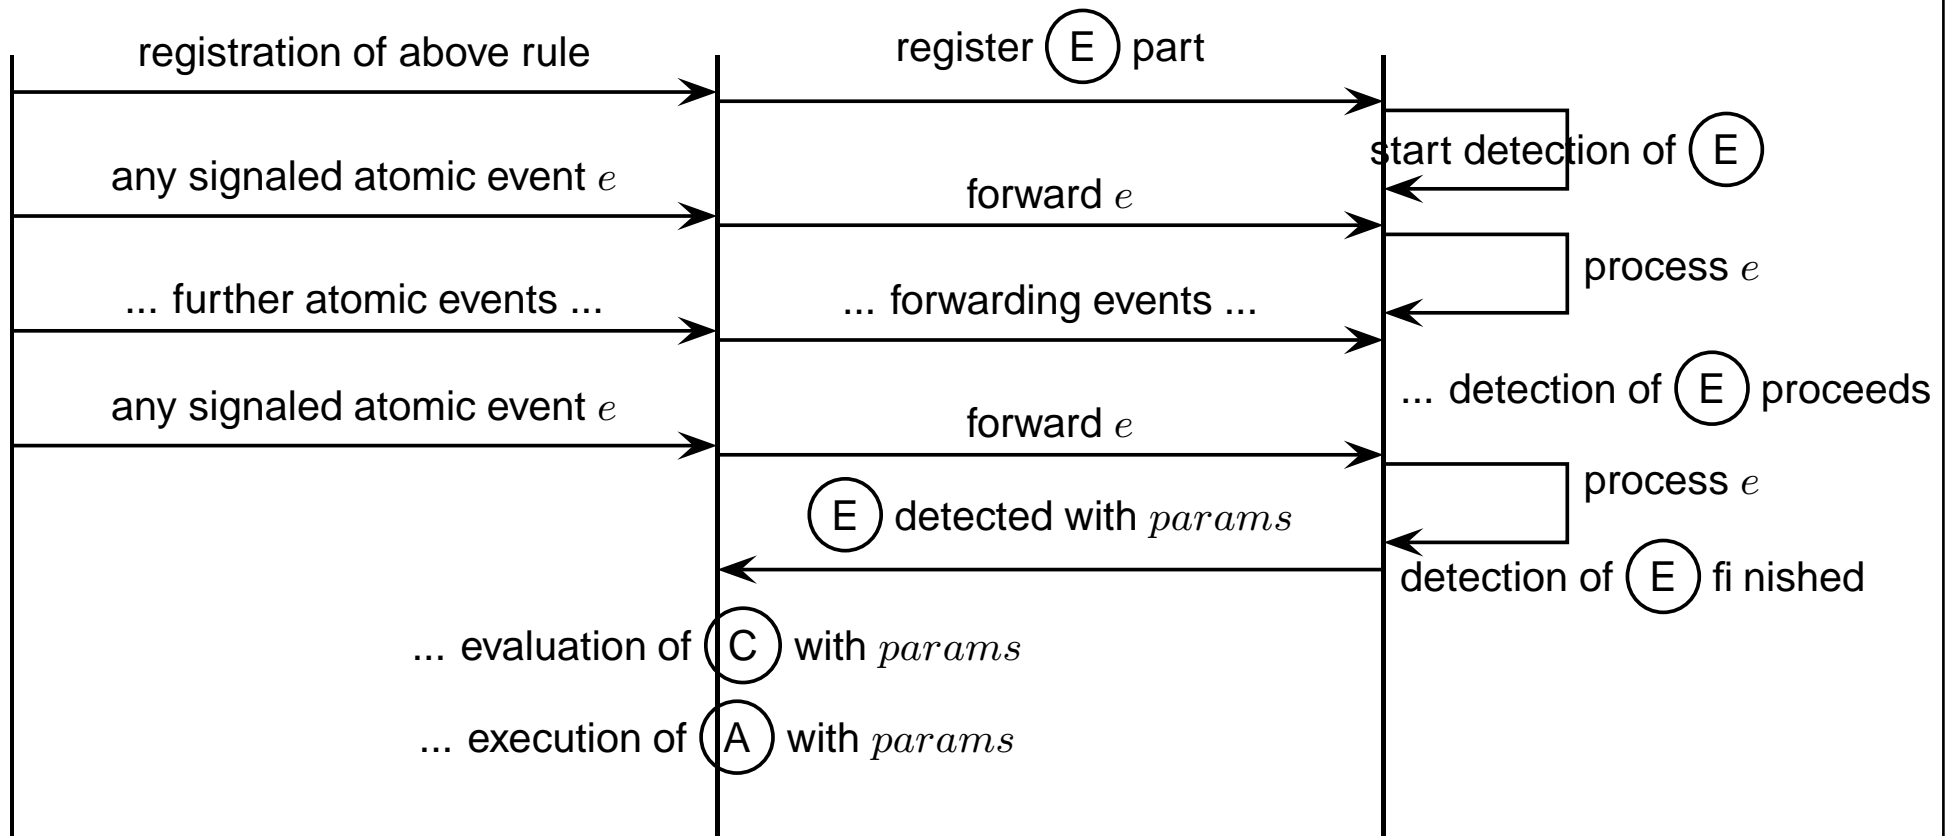 registration of above rule
register E part
start detection of E
any signaled atomic event e
forward e
process e
... further atomic events ...
... forwarding events ...
... detection of E proceeds
any signaled atomic event e
forward e
process e
E detected with params
detection of E fi nished
... evaluation of C with params
... execution of A with params